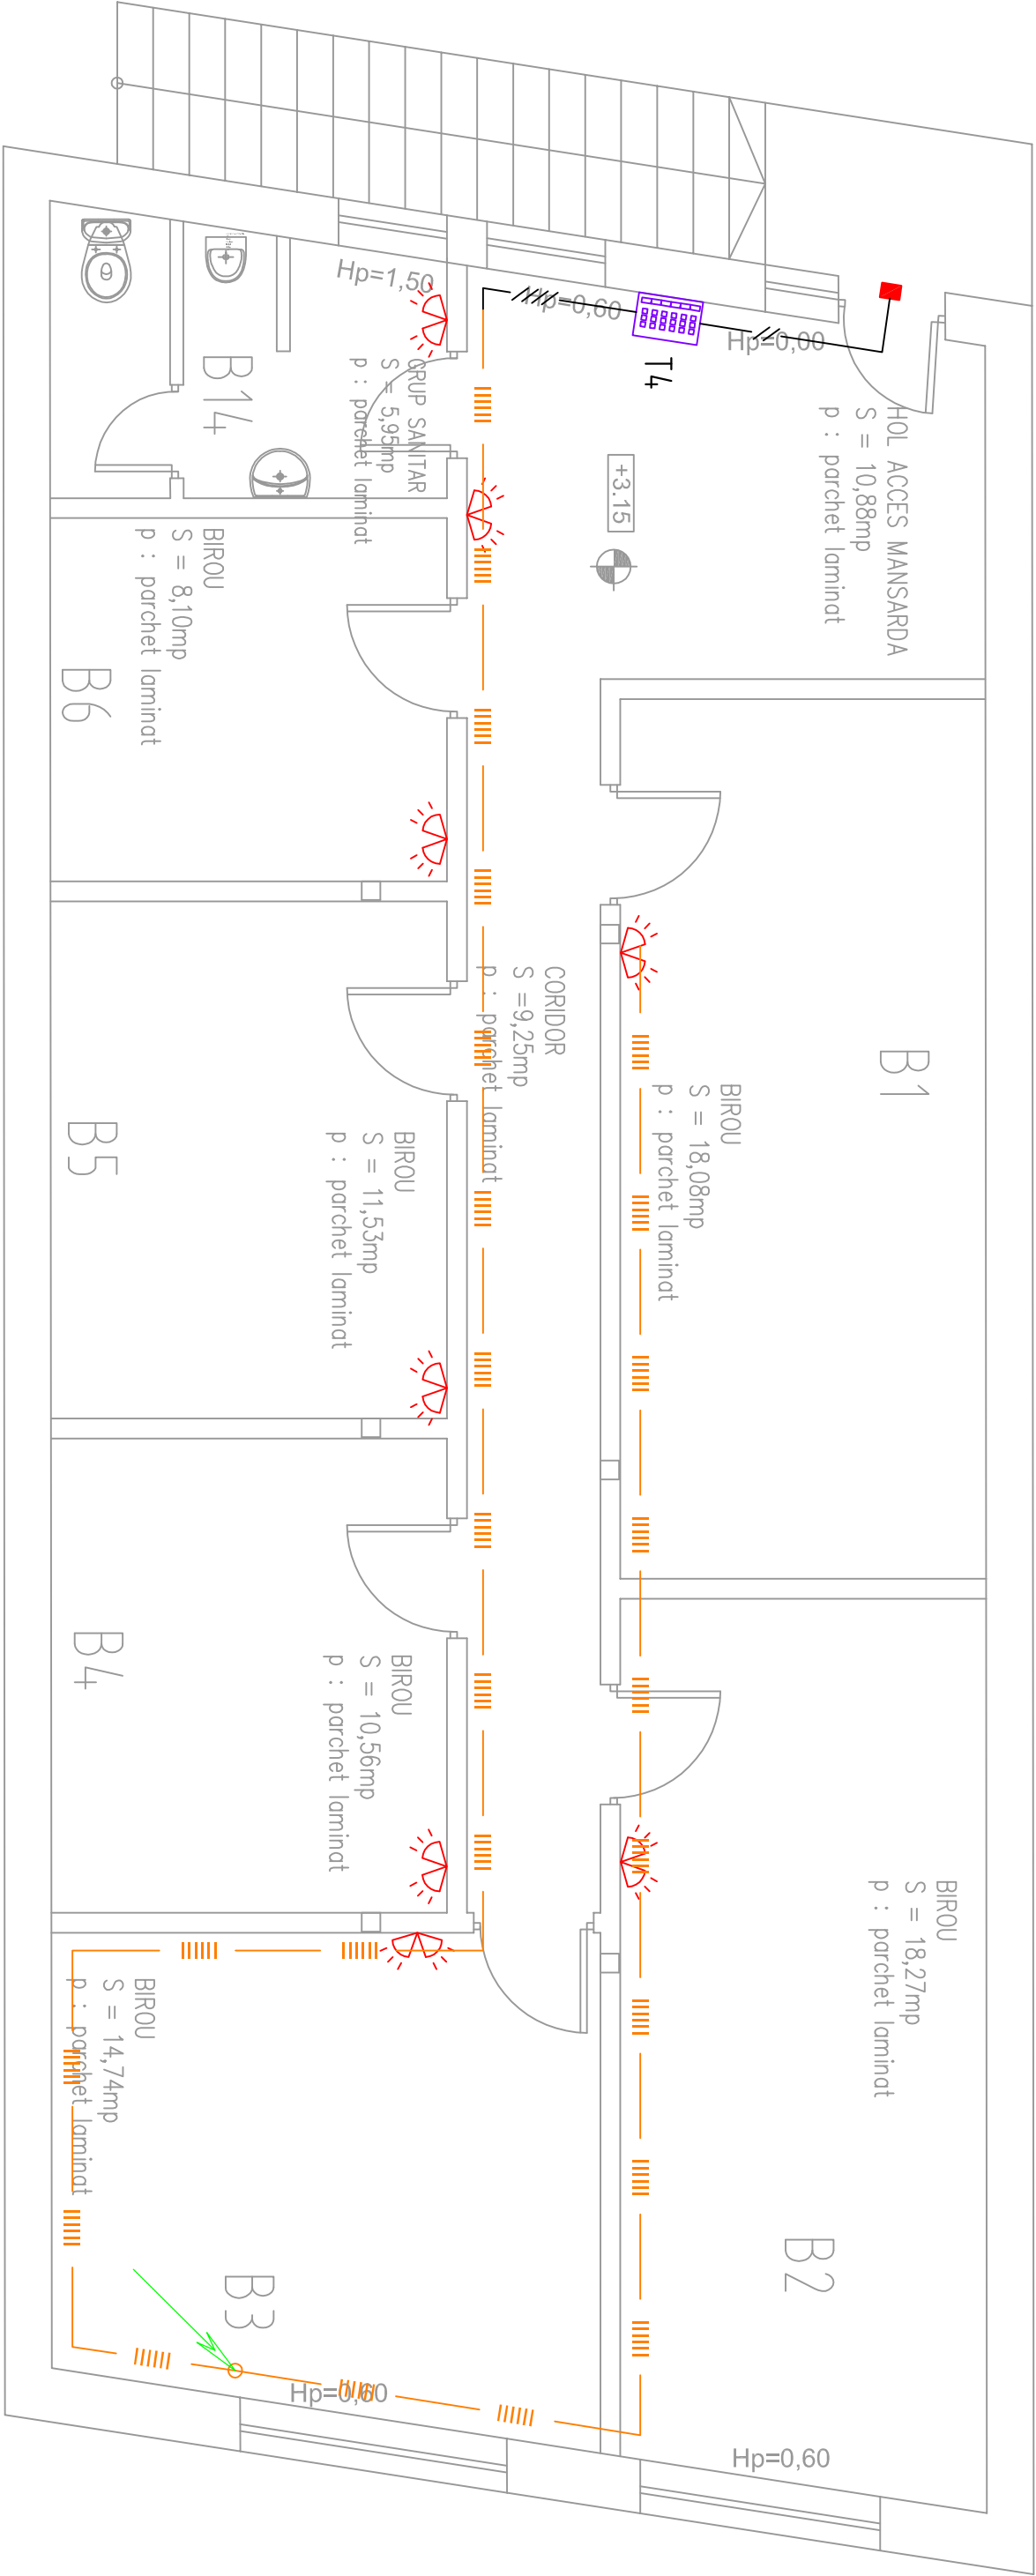 Hp=1,50
Hp=0,60
Hp=0,00
T4
HOL ACCES MANSARDA
S = 10,88mp
p : parchet laminat
+3.15
GRUP SANITAR
S = 5,95mp
p : parchet laminat
B14
BIROU
S = 8,10mp
p : parchet laminat
B6
CORIDOR
S =9,25mp
p : parchet laminat
B1
BIROU
S = 18,08mp
p : parchet laminat
BIROU
S = 11,53mp
p : parchet laminat
B5
BIROU
S = 10,56mp
p : parchet laminat
B4
BIROU
S = 18,27mp
p : parchet laminat
B2
BIROU
S = 14,74mp
p : parchet laminat
B3
Hp=0,60
Hp=0,60